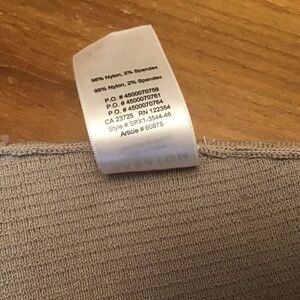 98% Nylon, 2% Spandex
98% Nylon, 2% Spandex
P.O. # 4500070759
P.O. # 4500070761
P.O. # 4500070764
CA 23725 RN 122354
Style # SPX1-3544-46
Article # 60875